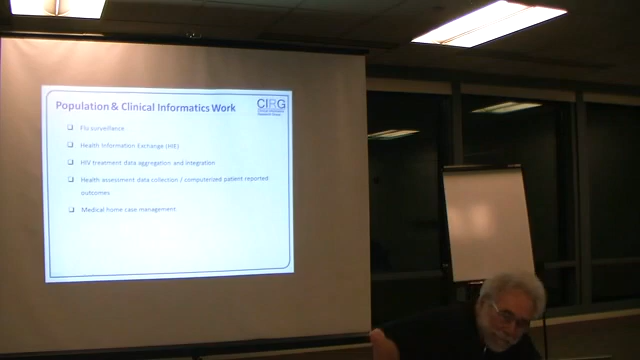 Population & Clinical Informatics Work
CIRG
Flu surveillance
Health Information Exchange (HIE)
HIV treatment data aggregation and integration
Health assessment data collection / computerized patient reported
outcomes
Medical home case management